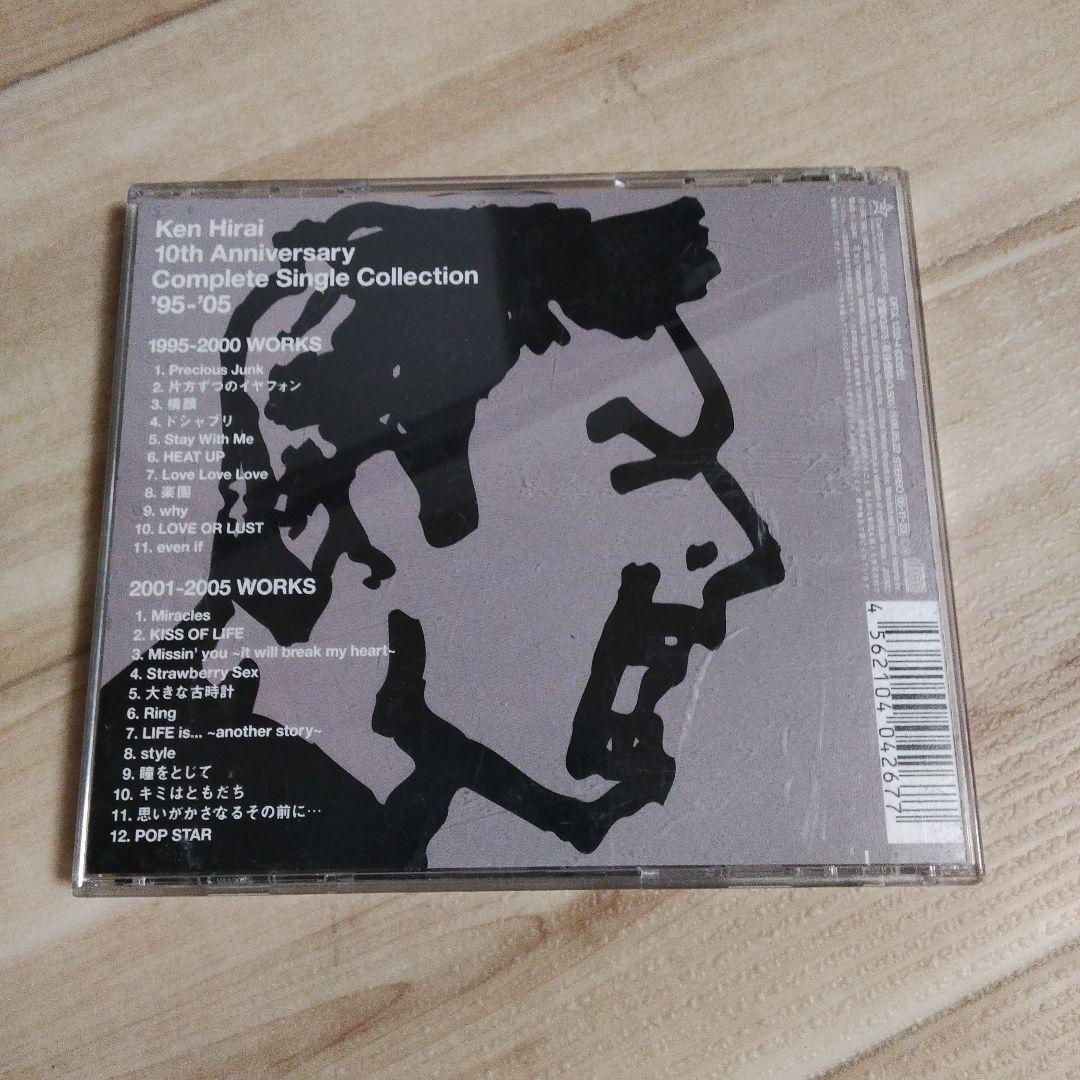 Ken Hirai
10th Anniversary
Complete Single Collection
'95-'05
1995-2000 WORKS
1. Precious Junk
2. 片方ずつのイヤフォン
3. 横顔
4. ドシャブリ
5. Stay With Me
6. HEAT UP
7. Love Love Love
8. 楽園
9. why
10. LOVE OR LUST
11. even if
2001-2005 WORKS
1. Miracles
2. KISS OF LIFE
3. Missin' you ~It will break my heart~
4. Strawberry Sex
5. 大きな古時計
6. Ring
7. LIFE is... ~another story~
8. style
9. 瞳をとじて
10. キミはともだち
11. 思いがかさなるその前に…
12. POP STAR
4 562104 042677